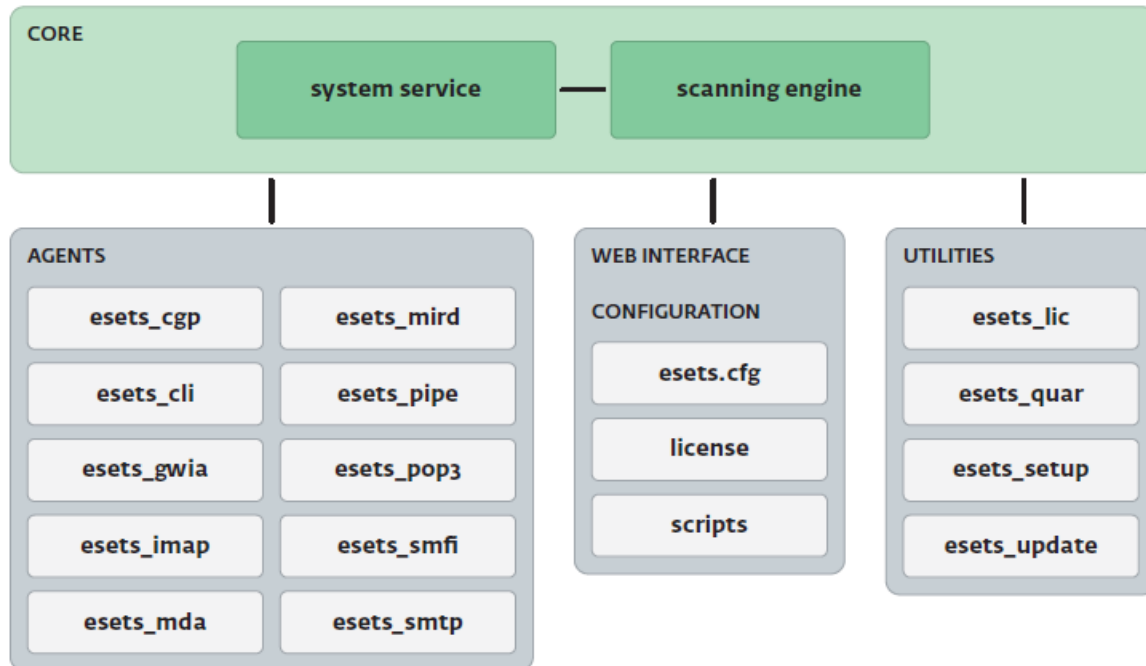 CORE
system service
scanning engine
AGENTS
esets_cgp
esets_mird
esets_cli
esets_pipe
esets_gwia
esets_pop3
esets_imap
esets_smfi
esets_mda
esets_smtp
WEB INTERFACE
CONFIGURATION
esets.cfg
license
scripts
UTILITIES
esets_lic
esets_quar
esets_setup
esets_update